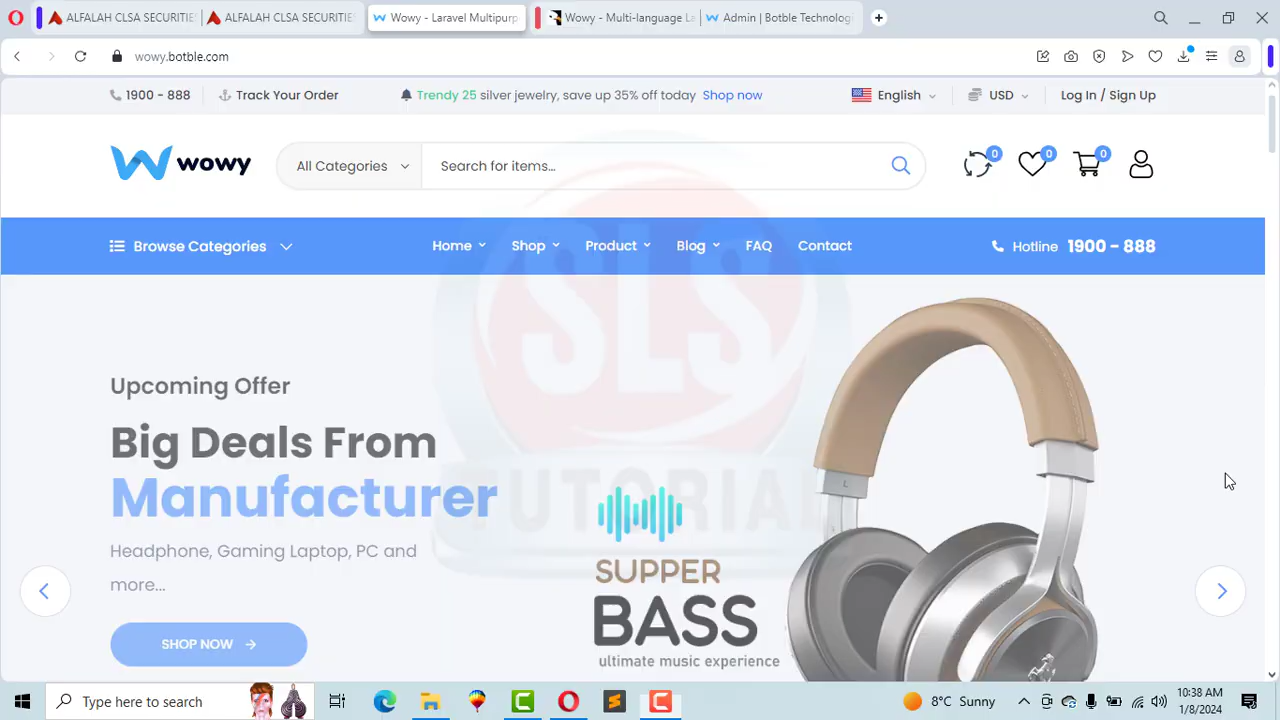 ALFALAH CLSA SECURITIES
ALFALAH CLSA SECURITIES
Wowy - Laravel Multipurp
Wowy - Multi-language La
Admin | Botble Technolog
wowy.botble.com
1900 - 888
Track Your Order
Trendy 25 silver jewelry, save up 35% off today Shop now
English
USD
Log In / Sign Up
wowy
All Categories
Search for items...
0
0
0
Browse Categories
Home
Shop
Product
Blog
FAQ
Contact
Hotline 1900 - 888
SLS
TUTORIAL
Upcoming Offer
Big Deals From
Manufacturer
Headphone, Gaming Laptop, PC and
more...
SHOP NOW
SUPPER
BASS
ultimate music experience
L
Type here to search
8°C Sunny
10:38 AM
1/8/2024